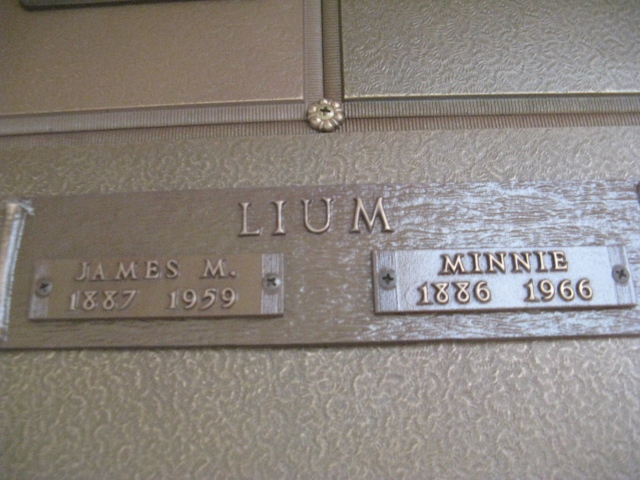 LIUM
JAMES M.
1887 1959
MINNIE
1886 1966